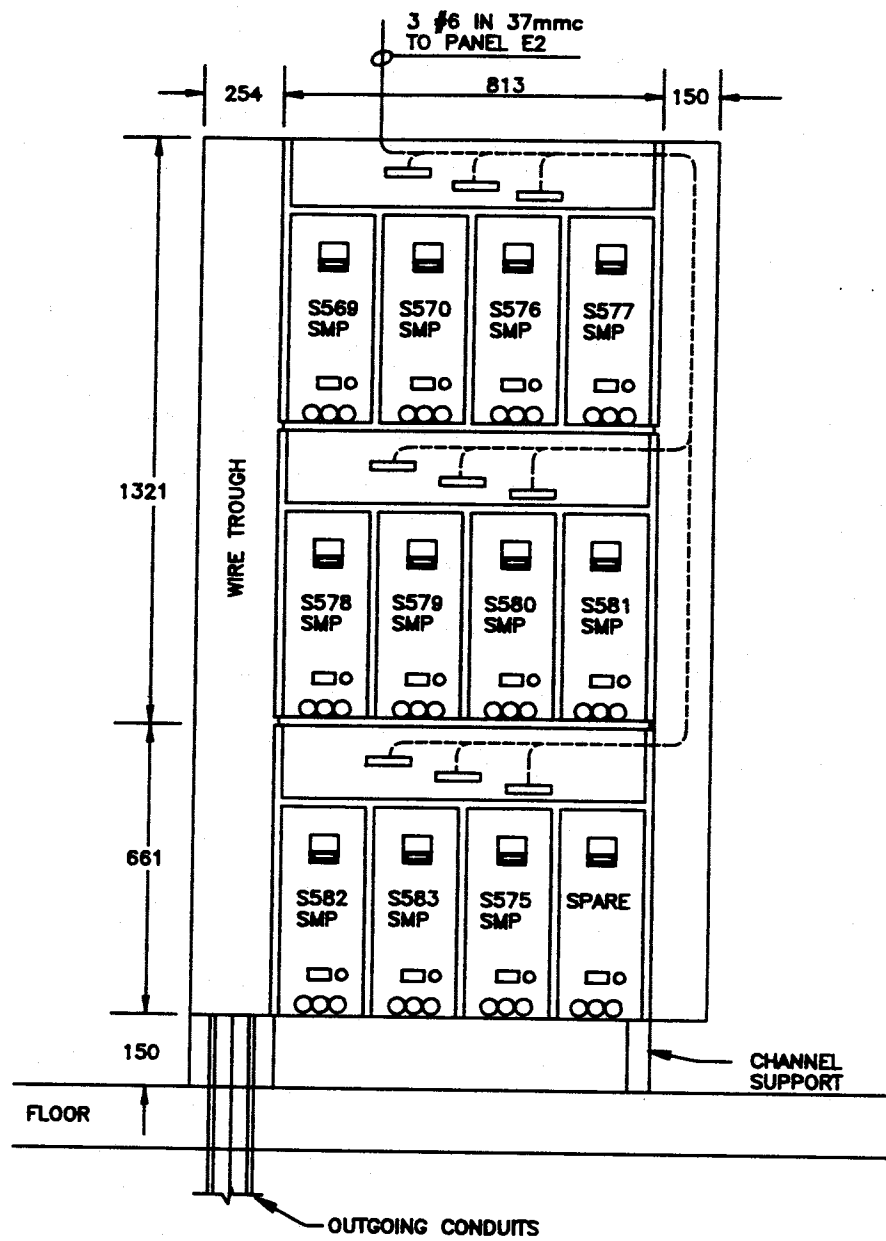 3 #6 IN 37mmc
TO PANEL E2
254
813
150
S569
SMP
S570
SMP
S576
SMP
S577
SMP
1321
WIRE TROUGH
S578
SMP
S579
SMP
S580
SMP
S581
SMP
661
S582
SMP
S583
SMP
S575
SMP
SPARE
150
CHANNEL
SUPPORT
FLOOR
OUTGOING CONDUITS